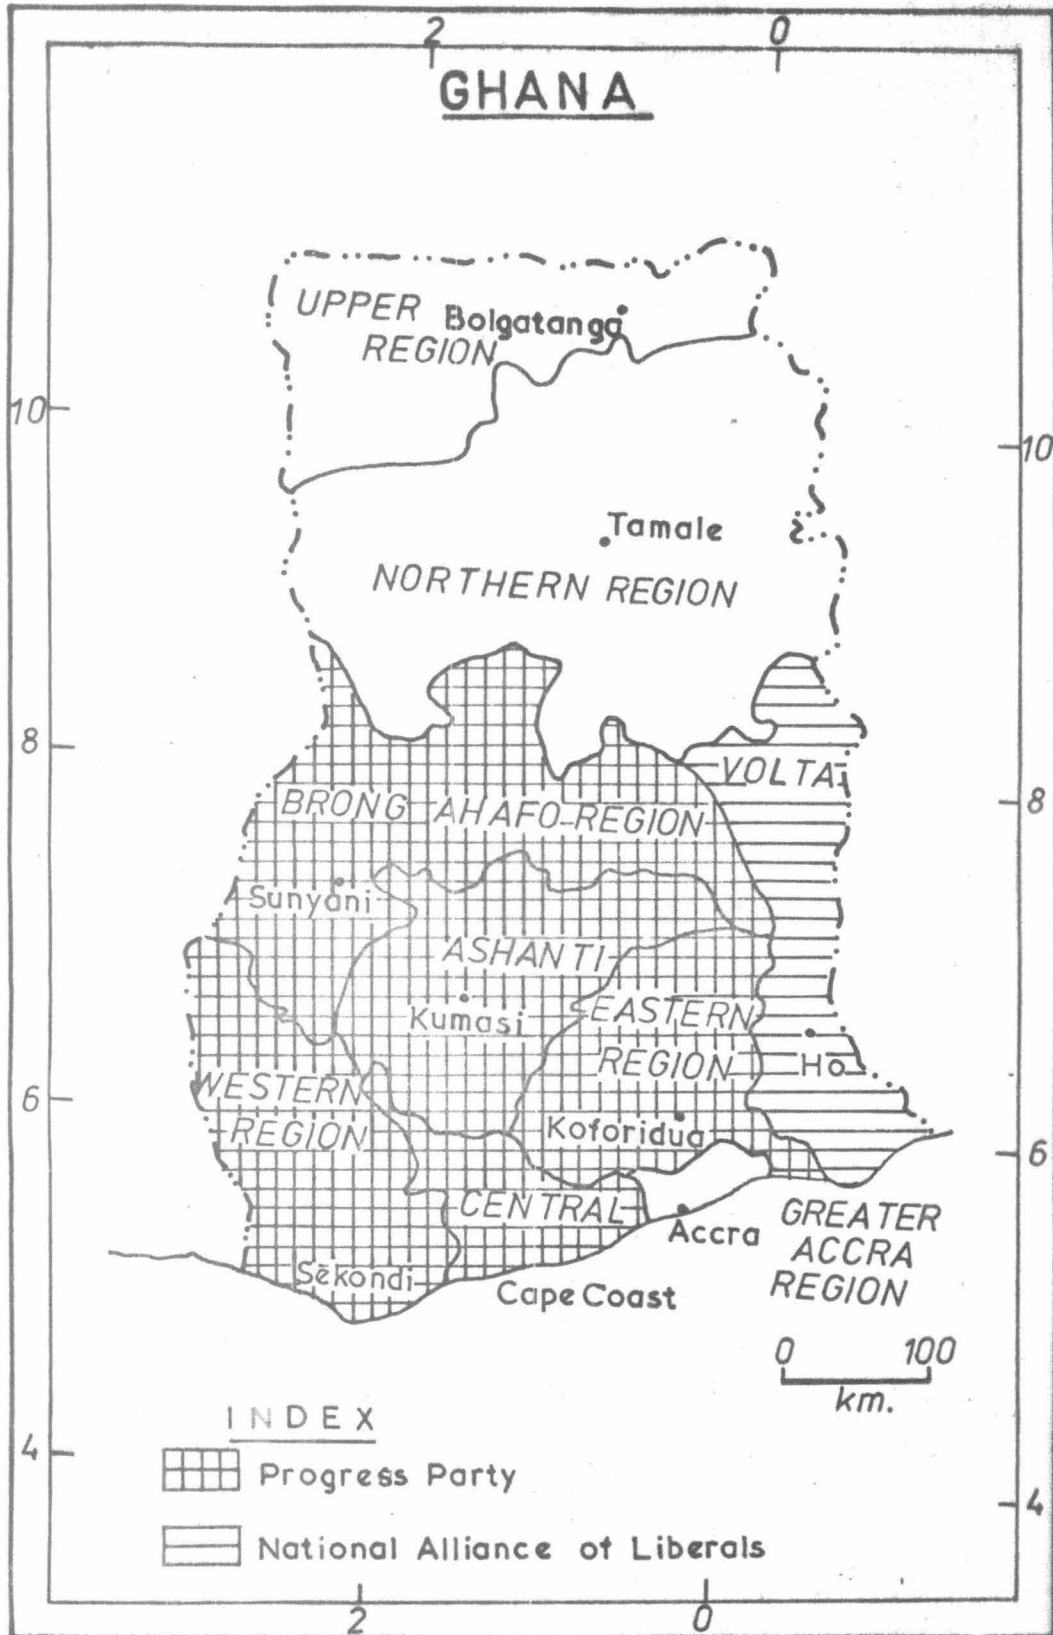 2 0
GHANA
UPPER
REGION
Bolgatanga
10
10
Tamale
NORTHERN REGION
8
VOLTA
8
BRONG AHAFO REGION
Sunyani
ASHANTI
Kumasi
EASTERN
REGION
Ho
WESTERN
REGION
6
Koforidua
6
CENTRAL
Accra
GREATER
ACCRA
REGION
Sekondi
Cape Coast
0 100
km.
INDEX
4
Progress Party
4
National Alliance of Liberals
2 0